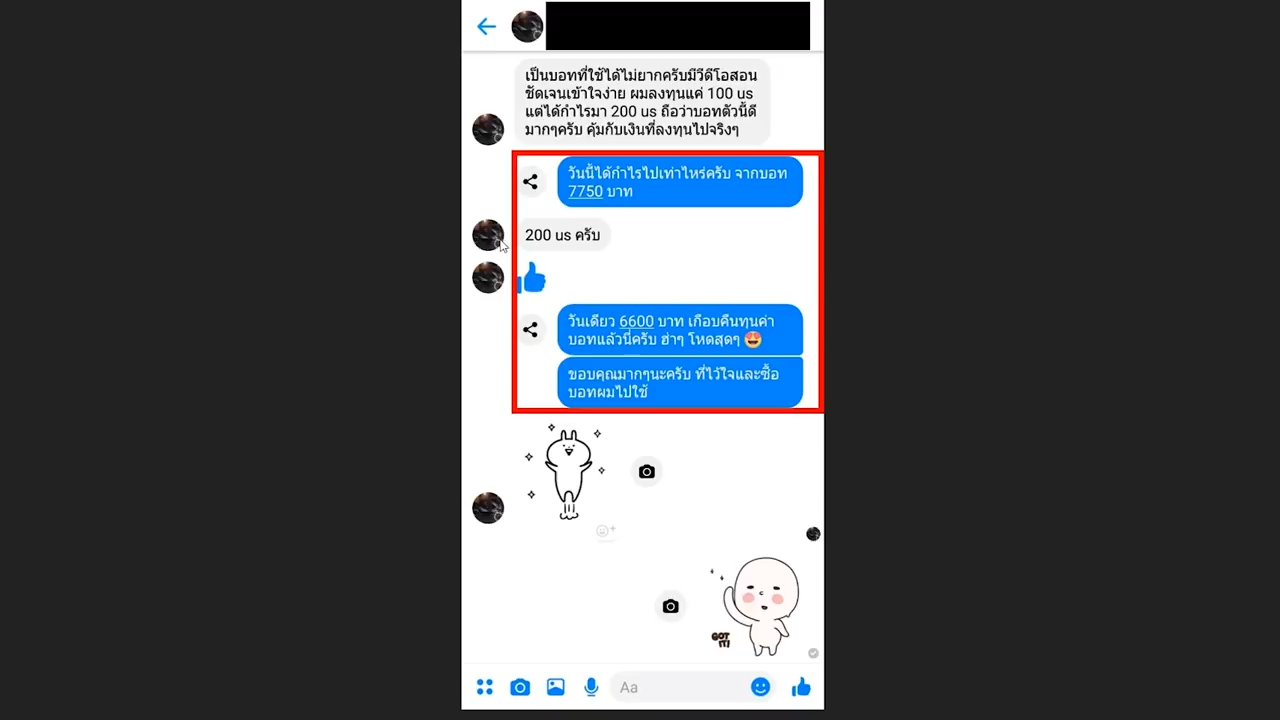 เป็นบอทที่ใช้ได้ไม่ยากครับมีวีดีโอสอน
ชัดเจนเข้าใจง่าย ผมลงทุนแค่ 100 us
แต่ได้กำไรมา 200 us ถือว่าบอทตัวนี้ดี
มากๆครับ คุ้มกับเงินที่ลงทุนไปจริงๆ
วันนี้ได้กำไรไปเท่าไหร่ครับ จากบอท
7750 บาท
200 us ครับ
วันเดียว 6600 บาท เกือบคืนทุนค่า
บอทแล้วนี่ครับ ฮ่าๆ โหดสุดๆ 😍
ขอบคุณมากๆนะครับ ที่ไว้ใจและซื้อ
บอทผมไปใช้
GOT
IT!
Aa